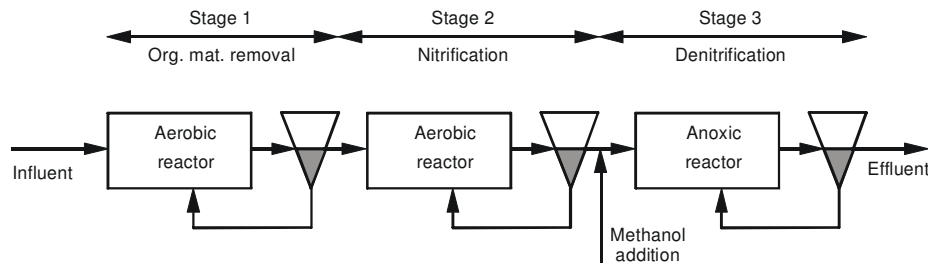 Stage 1
Stage 2
Stage 3
Org. mat. removal
Nitrification
Denitrification
Aerobic
reactor
Aerobic
reactor
Anoxic
reactor
Influent
Effluent
Methanol
addition